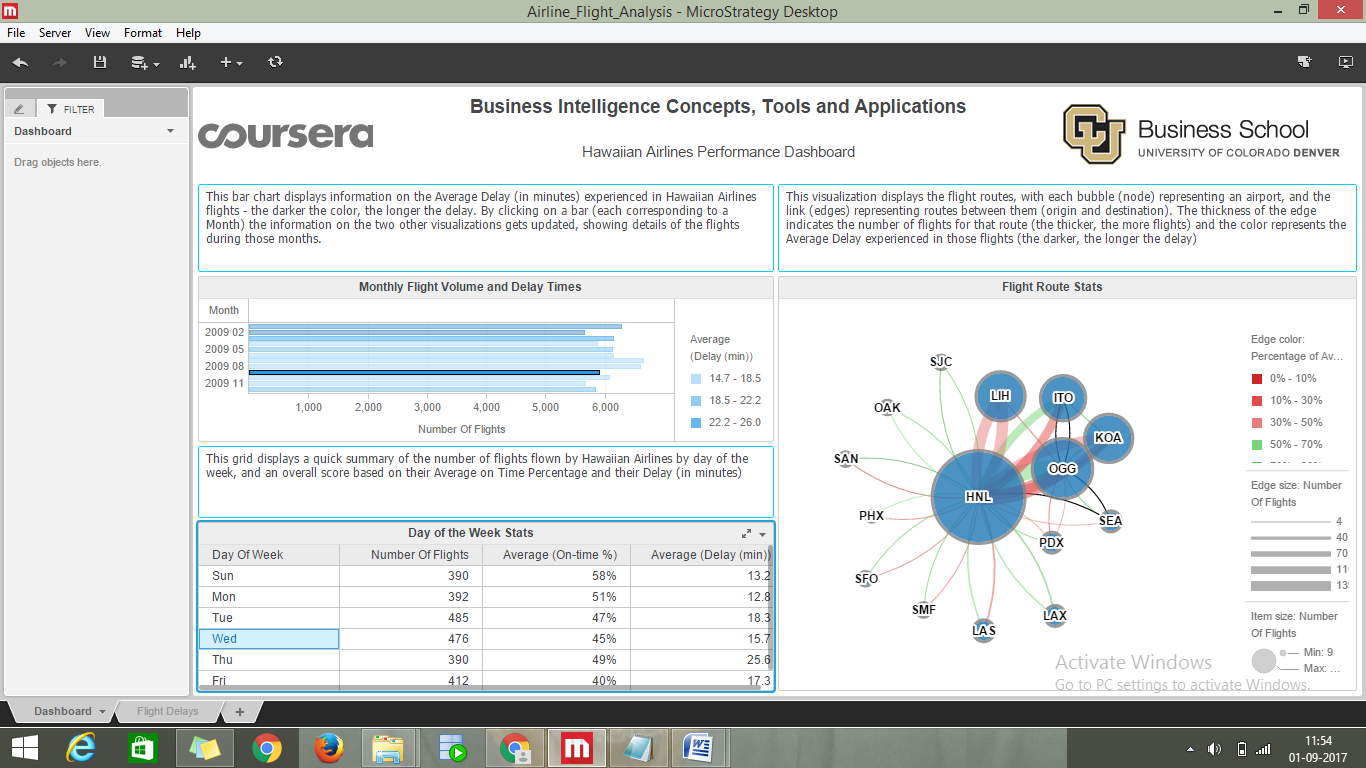 Airline_Flight_Analysis - MicroStrategy Desktop
File Server View Format Help
FILTER
Dashboard
Drag objects here.
Business Intelligence Concepts, Tools and Applications
coursera
Hawaiian Airlines Performance Dashboard
CU
Business School
UNIVERSITY OF COLORADO DENVER
This bar chart displays information on the Average Delay (in minutes) experienced in Hawaiian Airlines
flights - the darker the color, the longer the delay. By clicking on a bar (each corresponding to a
Month) the information on the two other visualizations gets updated, showing details of the flights
during those months.
This visualization displays the flight routes, with each bubble (node) representing an airport, and the
link (edges) representing routes between them (origin and destination). The thickness of the edge
indicates the number of flights for that route (the thicker, the more flights) and the color represents the
Average Delay experienced in those flights (the darker, the longer the delay)
Monthly Flight Volume and Delay Times
Month
2009 02
2009 05
2009 08
2009 11
1,000 2,000 3,000 4,000 5,000 6,000
Number Of Flights
Average
(Delay (min))
14.7 - 18.5
18.5 - 22.2
22.2 - 26.0
This grid displays a quick summary of the number of flights flown by Hawaiian Airlines by day of the
week, and an overall score based on their Average on Time Percentage and their Delay (in minutes)
Day of the Week Stats
Day Of Week Number Of Flights Average (On-time %) Average (Delay (min))
Sun 390 58% 13.2
Mon 392 51% 12.8
Tue 485 47% 18.3
Wed 476 45% 15.7
Thu 390 49% 25.6
Fri 412 40% 17.3
Flight Route Stats
SJC
LIH
ITO
OAK
KOA
SAN
OGG
HNL
PHX
SEA
PDX
SFO
SMF
LAX
LAS
Edge color:
Percentage of Av...
0% - 10%
10% - 30%
30% - 50%
50% - 70%
Edge size: Number
Of Flights
4
40
70
Item size: Number
Of Flights
Min: 9
Max: ...
Activate Windows
Go to PC settings to activate Windows.
Dashboard
Flight Delays
11:54
01-09-2017